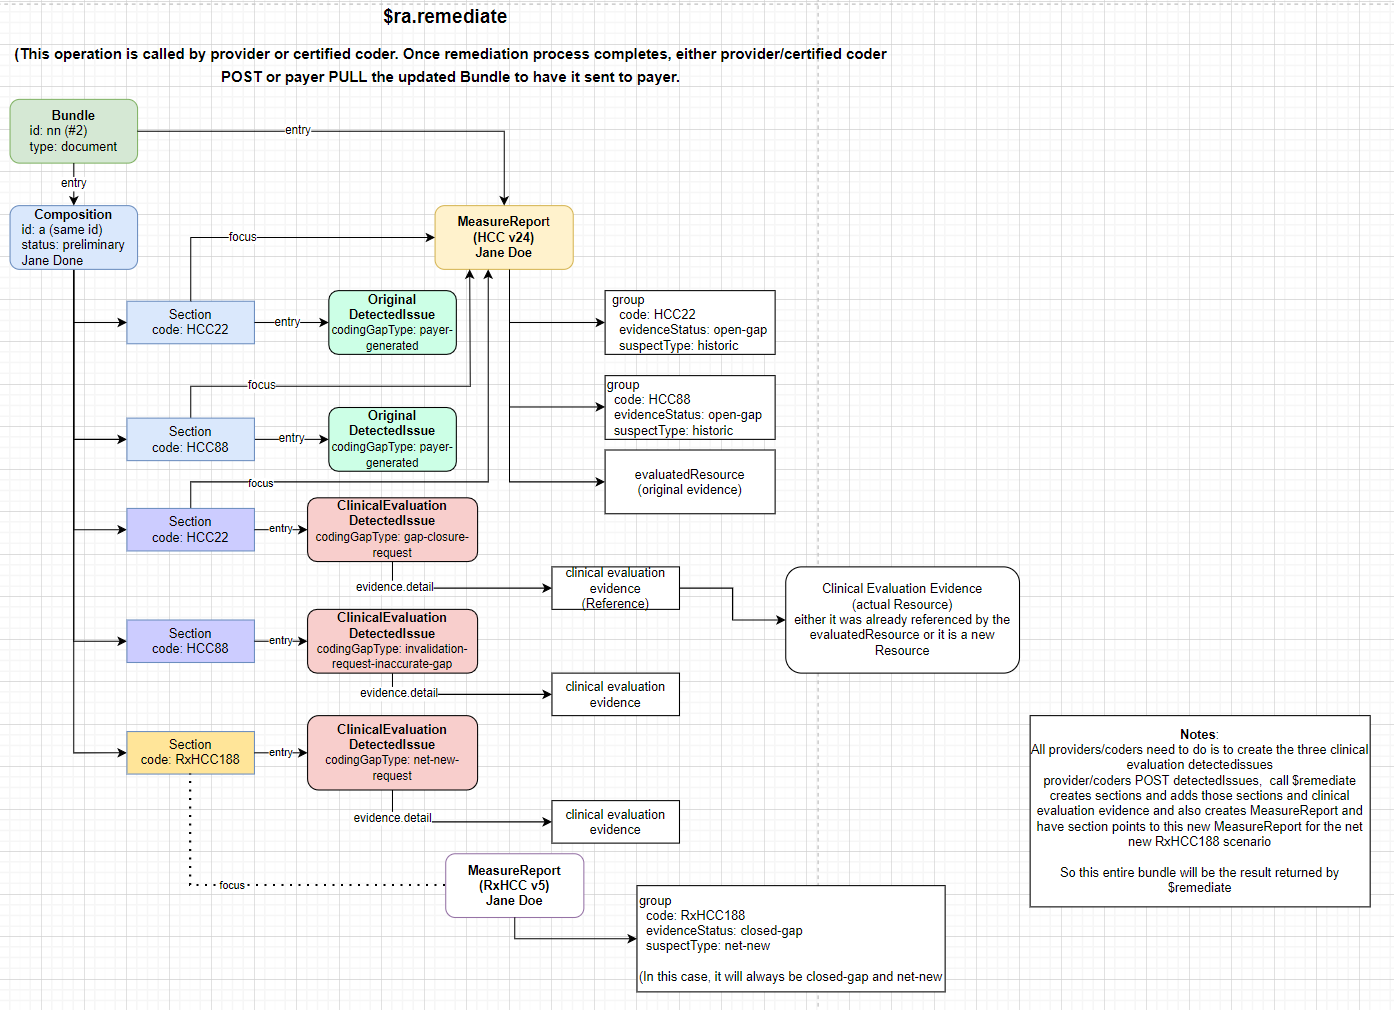 $ra.remediate
(This operation is called by provider or certified coder. Once remediation process completes, either provider/certified coder
POST or payer PULL the updated Bundle to have it sent to payer.
Bundle
id: nn (#2)
type: document
entry
entry
Composition
id: a (same id)
status: preliminary
Jane Done
MeasureReport
(HCC v24)
Jane Doe
focus
Section
code: HCC22
entry
Original
DetectedIssue
codingGapType: payer-
generated
group
code: HCC22
evidenceStatus: open-gap
suspectType: historic
focus
group
code: HCC88
evidenceStatus: open-gap
suspectType: historic
Section
code: HCC88
entry
Original
DetectedIssue
codingGapType: payer-
generated
evaluatedResource
(original evidence)
focus
Section
code: HCC22
entry
ClinicalEvaluation
DetectedIssue
codingGapType: gap-closure-
request
evidence.detail
clinical evaluation
evidence
(Reference)
Clinical Evaluation Evidence
(actual Resource)
either it was already referenced by the
evaluatedResource or it is a new
Resource
Section
code: HCC88
entry
ClinicalEvaluation
DetectedIssue
codingGapType: invalidation-
request-inaccurate-gap
evidence.detail
clinical evaluation
evidence
Section
code: RxHCC188
entry
ClinicalEvaluation
DetectedIssue
codingGapType: net-new-
request
evidence.detail
clinical evaluation
evidence
focus
MeasureReport
(RxHCC v5)
Jane Doe
group
code: RxHCC188
evidenceStatus: closed-gap
suspectType: net-new
(In this case, it will always be closed-gap and net-new
Notes:
All providers/coders need to do is to create the three clinical
evaluation detectedissues
provider/coders POST detectedIssues, call $remediate
creates sections and adds those sections and clinical
evaluation evidence and also creates MeasureReport and
have section points to this new MeasureReport for the net
new RxHCC188 scenario
So this entire bundle will be the result returned by
$remediate